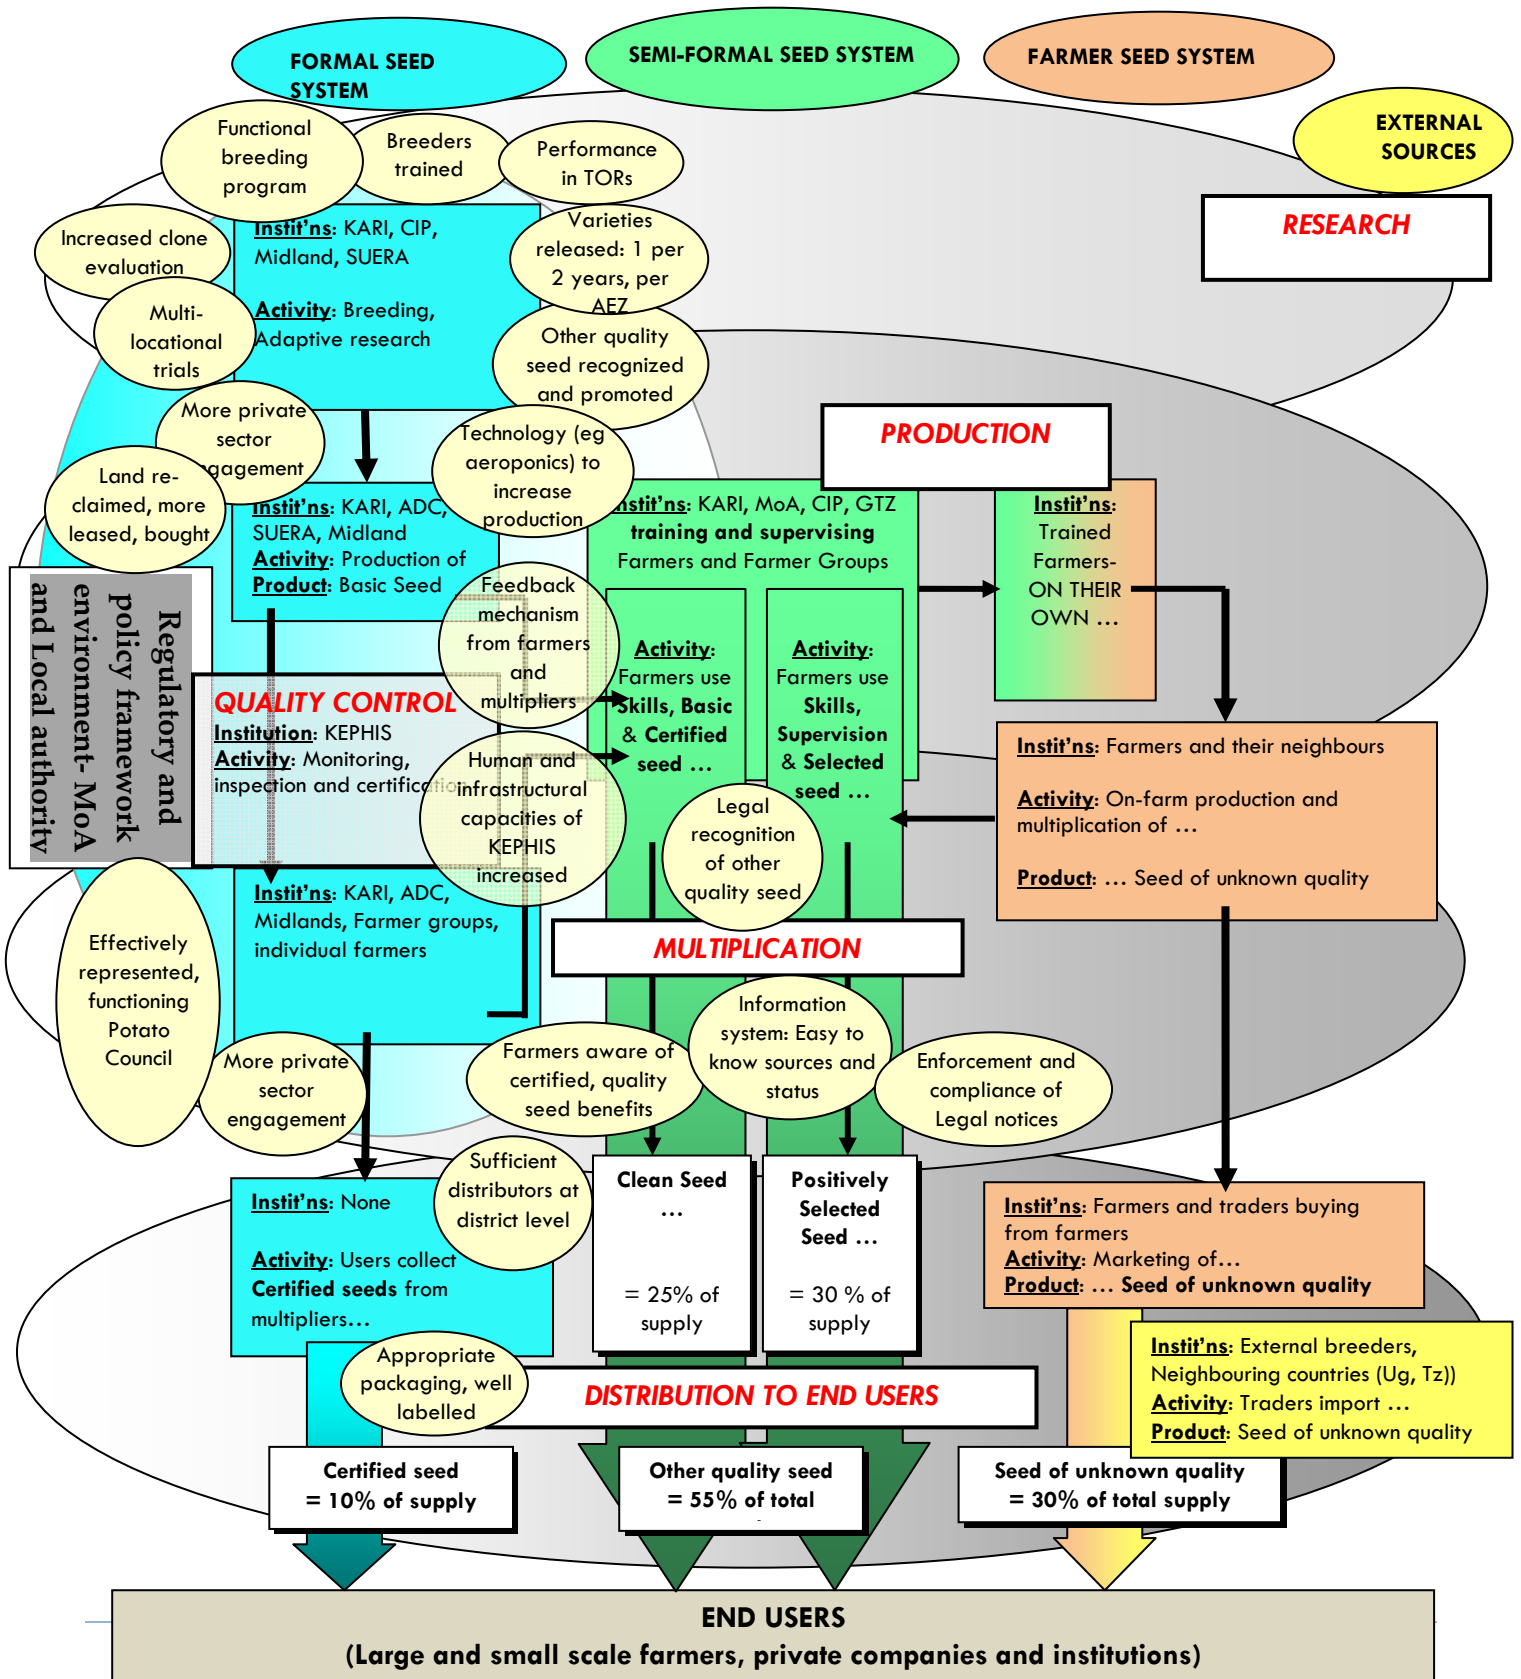 FORMAL SEED
SYSTEM
SEMI-FORMAL SEED SYSTEM
FARMER SEED SYSTEM
EXTERNAL
SOURCES
Functional
breeding
program
Breeders
trained
Performance
in TORs
RESEARCH
Increased clone
evaluation
Multi-
locational
trials
Instit'ns: KARI, CIP,
Midland, SUERA
Activity: Breeding,
Adaptive research
Varieties
released: 1 per
2 years, per
AEZ
Other quality
seed recognized
and promoted
More private
sector
engagement
Land re-
claimed, more
leased, bought
Technology (eg
aeroponics) to
increase
production
PRODUCTION
Instit'ns: KARI, ADC,
SUERA, Midland
Activity: Production of
Product: Basic Seed
Instit'ns: KARI, MoA, CIP, GTZ
training and supervising
Farmers and Farmer Groups
Instit'ns:
Trained
Farmers-
ON THEIR
OWN ...
Regulatory and
policy framework
environment- MoA
and Local authority
Feedback
mechanism
from farmers
and
multipliers
Activity:
Farmers use
Skills, Basic
& Certified
seed ...
Activity:
Farmers use
Skills,
Supervision
& Selected
seed ...
QUALITY CONTROL
Institution: KEPHIS
Activity: Monitoring,
inspection and certification
Human and
infrastructural
capacities of
KEPHIS
increased
Legal
recognition
of other
quality seed
Instit'ns: Farmers and their neighbours
Activity: On-farm production and
multiplication of ...
Product: ... Seed of unknown quality
Instit'ns: KARI, ADC,
Midlands, Farmer groups,
individual farmers
Effectively
represented,
functioning
Potato
Council
MULTIPLICATION
Information
system: Easy to
know sources and
status
More private
sector
engagement
Farmers aware of
certified, quality
seed benefits
Enforcement and
compliance of
Legal notices
Sufficient
distributors at
district level
Instit'ns: None
Activity: Users collect
Certified seeds from
multipliers...
Clean Seed
...
= 25% of
supply
Positively
Selected
Seed ...
= 30 % of
supply
Instit'ns: Farmers and traders buying
from farmers
Activity: Marketing of...
Product: ... Seed of unknown quality
Appropriate
packaging, well
labelled
DISTRIBUTION TO END USERS
Instit'ns: External breeders,
Neighbouring countries (Ug, Tz))
Activity: Traders import ...
Product: Seed of unknown quality
Certified seed
= 10% of supply
Other quality seed
= 55% of total
Seed of unknown quality
= 30% of total supply
END USERS
(Large and small scale farmers, private companies and institutions)